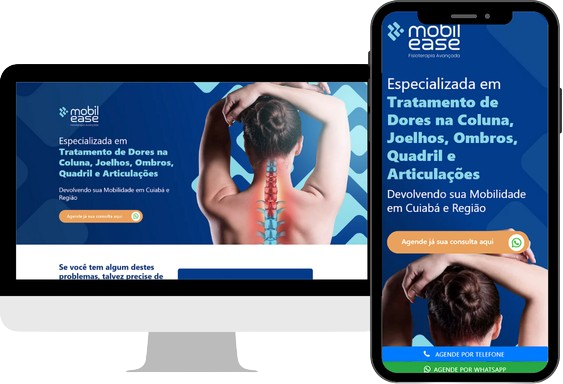 mobil
ease
Especializada em
Tratamento de Dores na
Coluna, Joelhos, Ombros,
Quadril e Articulações
Devolvendo sua Mobilidade em Cuiabá e
Região
Agende já sua consulta aqui
Se você tem algum destes
problemas, talvez precise de
mobil
ease
Fisioterapia Avançada
Especializada em
Tratamento de
Dores na Coluna,
Joelhos, Ombros,
Quadril e
Articulações
Devolvendo sua Mobilidade
em Cuiabá e Região
Agende já sua consulta aqui
AGENDE POR TELEFONE
AGENDE POR WHATSAPP